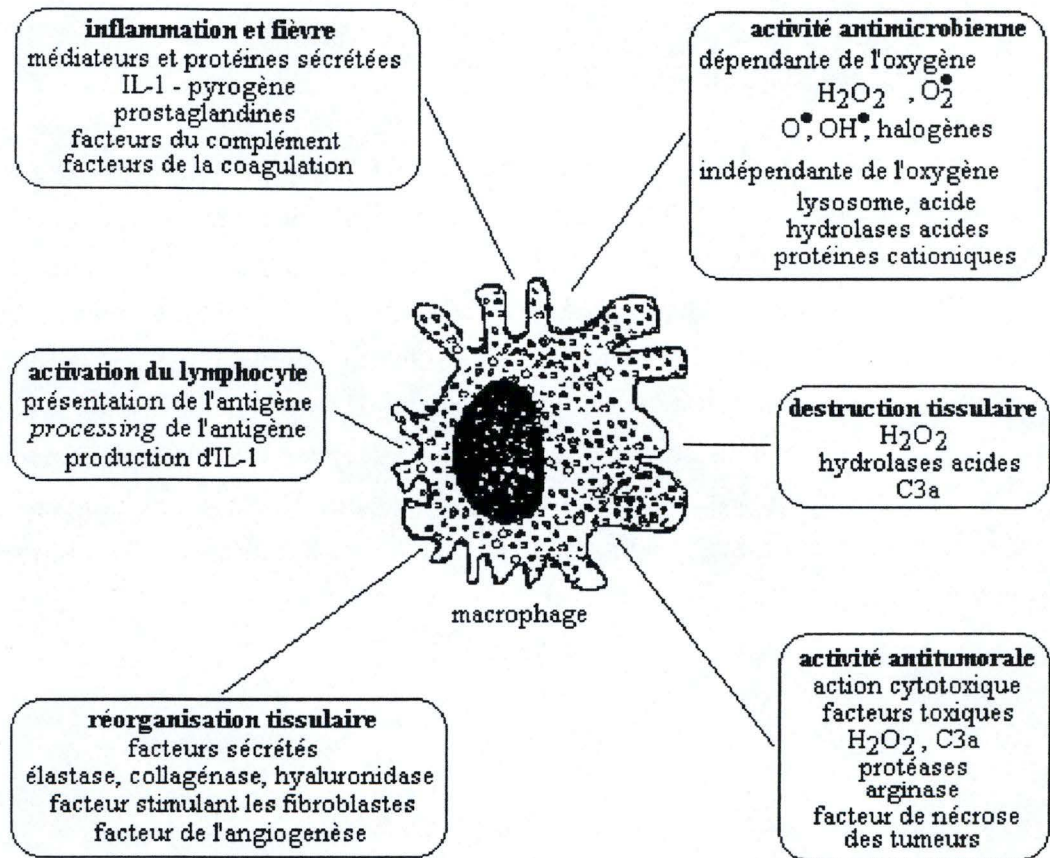 inflammation et fièvre
médiateurs et protéines sécrétées
IL-1 - pyrogène
prostaglandines
facteurs du complément
facteurs de la coagulation
activité antimicrobienne
dépendante de l'oxygène
H₂O₂ , O₂•
O•, OH•, halogènes
indépendante de l'oxygène
lysosome, acide
hydrolases acides
protéines cationiques
activation du lymphocyte
présentation de l'antigène
processing de l'antigène
production d'IL-1
destruction tissulaire
H₂O₂
hydrolases acides
C3a
macrophage
réorganisation tissulaire
facteurs sécrétés
élastase, collagénase, hyaluronidase
facteur stimulant les fibroblastes
facteur de l'angiogenèse
activité antitumorale
action cytotoxique
facteurs toxiques
H₂O₂ , C3a
protéases
arginase
facteur de nécrose
des tumeurs